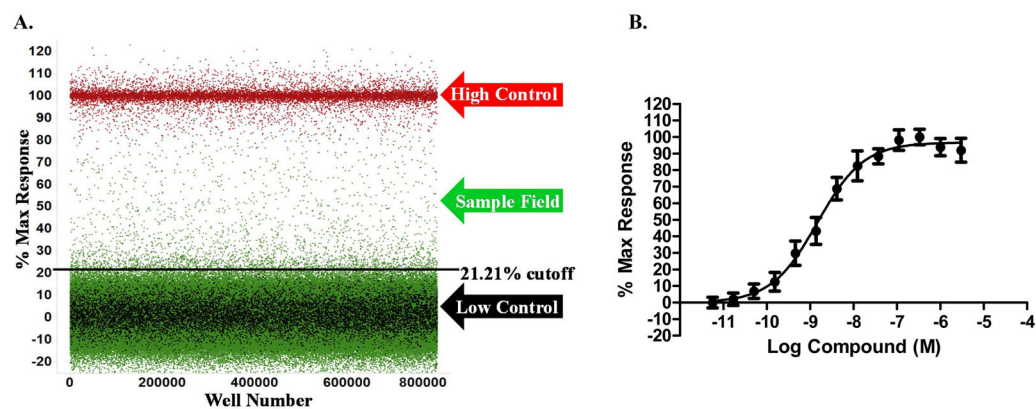 A.
% Max Response
120
110
100
90
80
70
60
50
40
30
20
10
0
-10
-20
High Control
Sample Field
21.21% cutoff
Low Control
0 200000 400000 600000 800000
Well Number
B.
% Max Response
120
110
100
90
80
70
60
50
40
30
20
10
0
-10
-20
-11 -10 -9 -8 -7 -6 -5 -4
Log Compound (M)